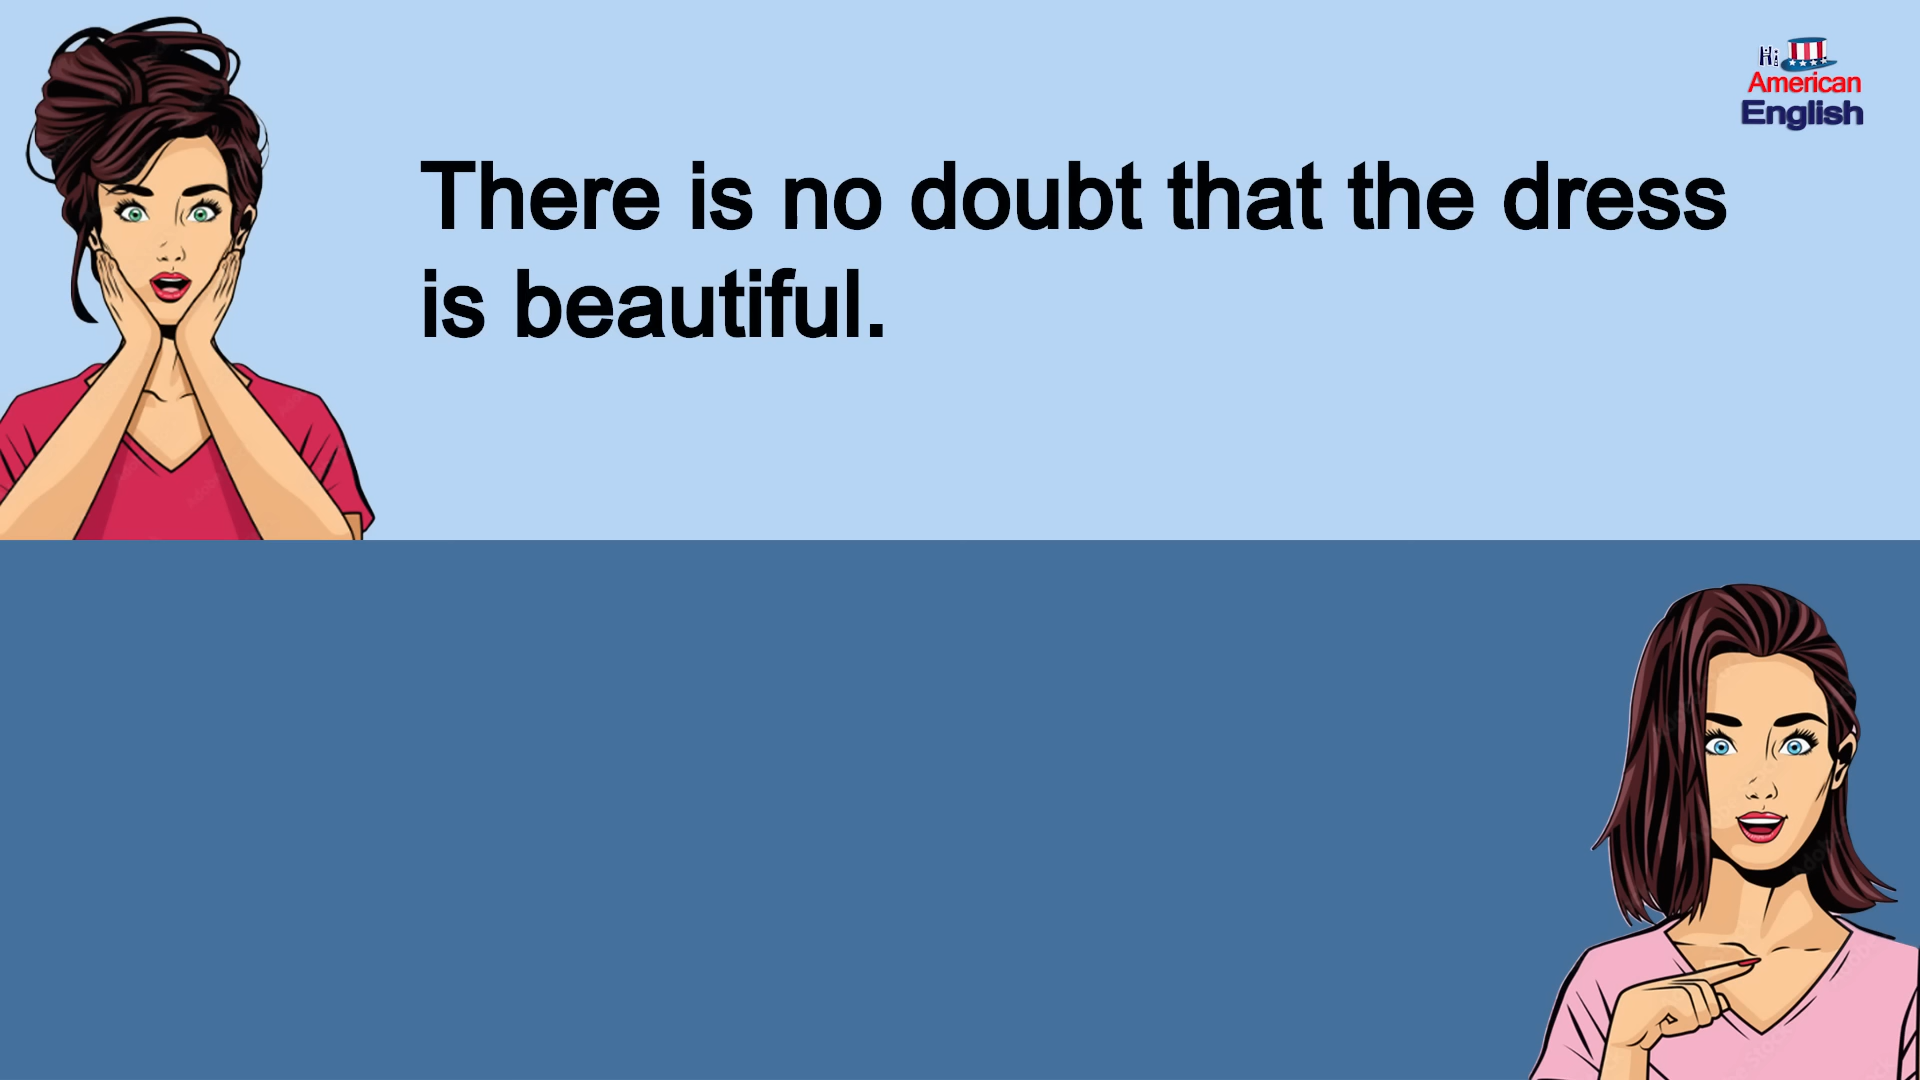 Hi
American
English
There is no doubt that the dress
is beautiful.